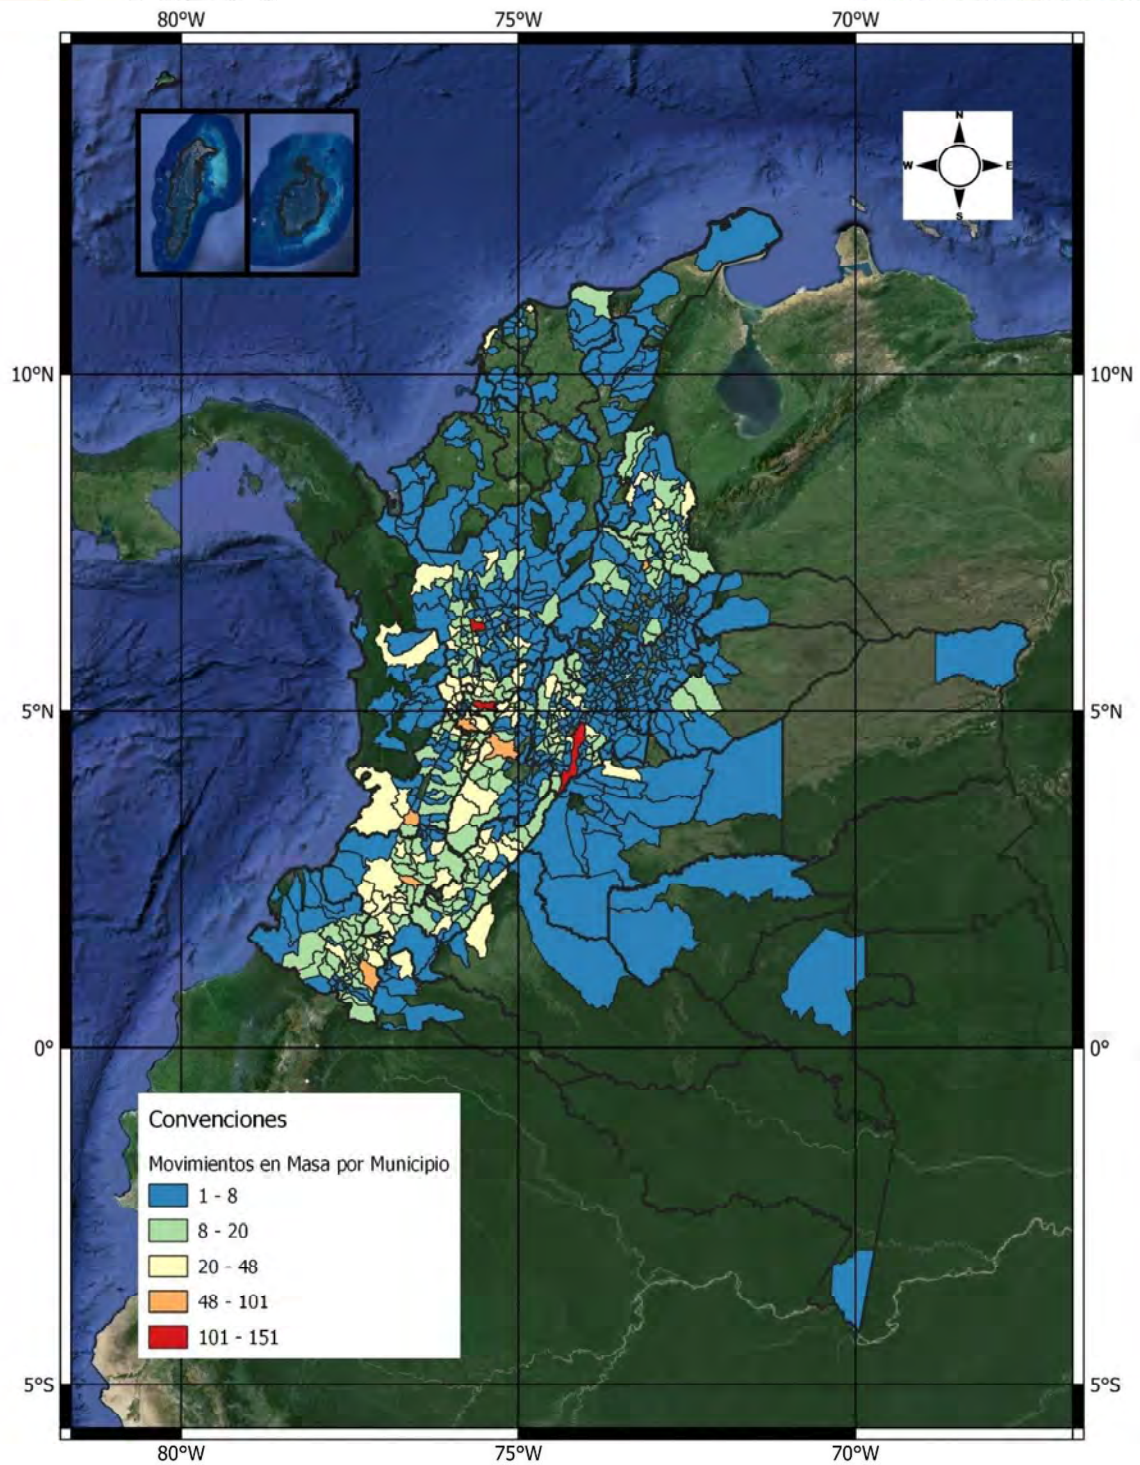 80°W 75°W 70°W
N
W E
S
10°N 10°N
5°N 5°N
0° 0°
Convenciones
Movimientos en Masa por Municipio
1 - 8
8 - 20
20 - 48
48 - 101
101 - 151
5°S 5°S
80°W 75°W 70°W